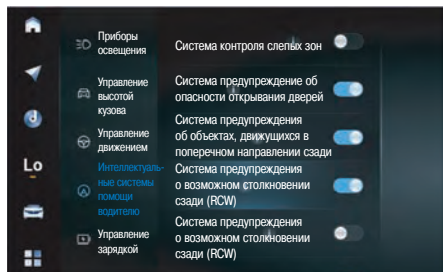 Приборы
освещения
Управление
высотой
кузова
Управление
движением
Lo
Интеллектуаль-
ные системы
помощи
водителю
Управление
зарядкой
Система контроля слепых зон
Система предупреждение об
опасности открывания дверей
Система предупреждения
об объектах, движущихся в
поперечном направлении сзади
Система предупреждения
о возможном столкновении
сзади (RCW)
Система предупреждения
о возможном столкновении
сзади (RCW)